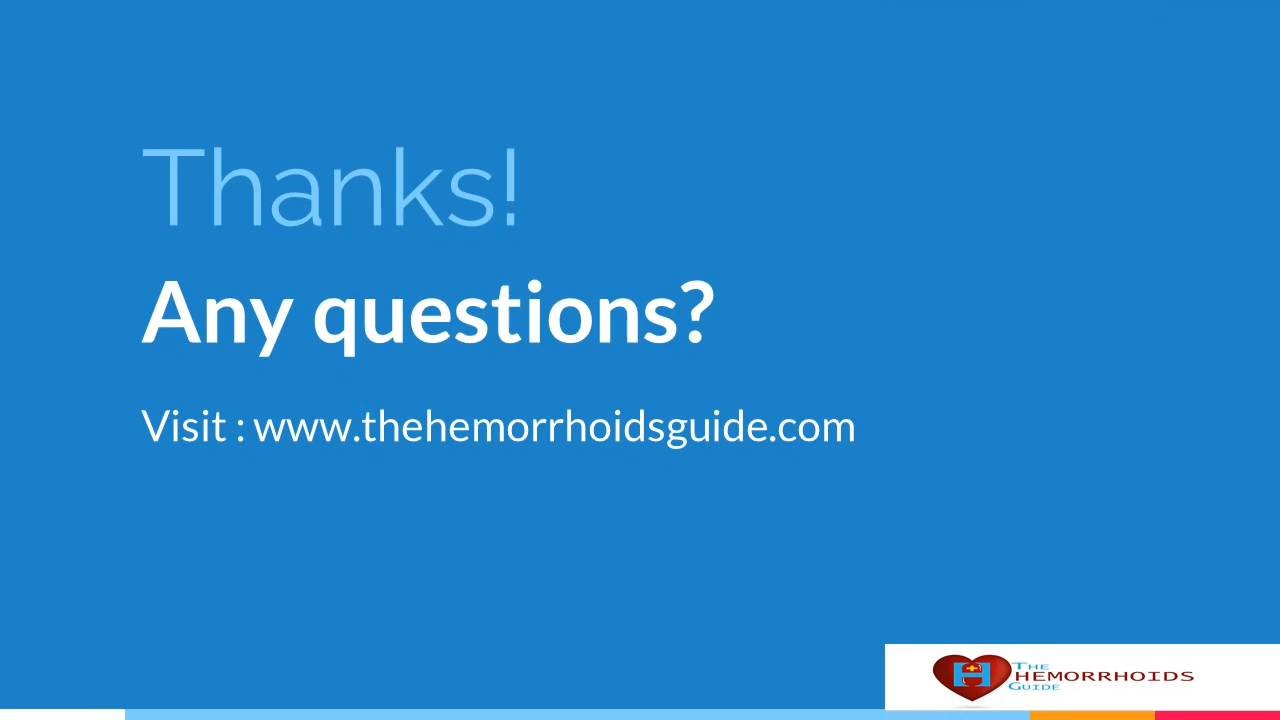 Thanks!
Any questions?
Visit : www.thehemorrhoidsguide.com
H
THE
HEMORRHOIDS
GUIDE